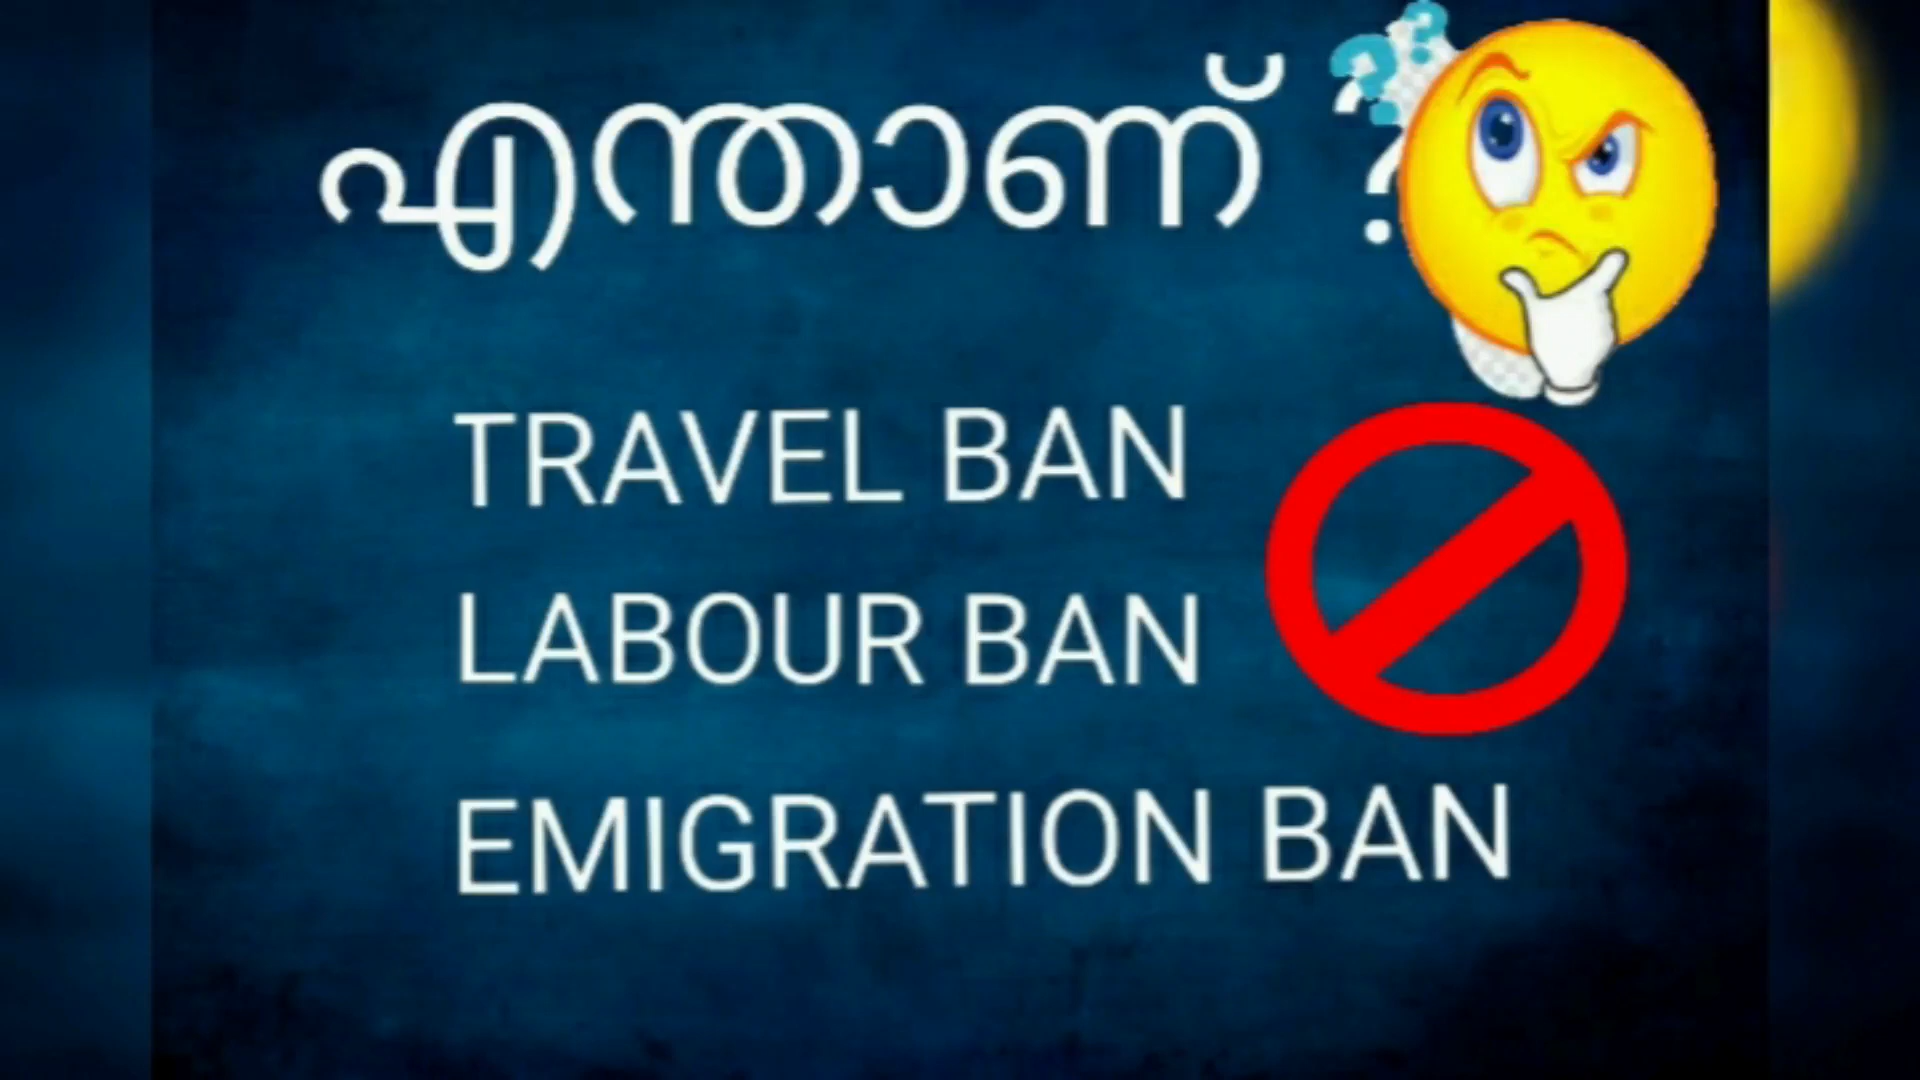 എന്താണ് ?
TRAVEL BAN
LABOUR BAN
EMIGRATION BAN